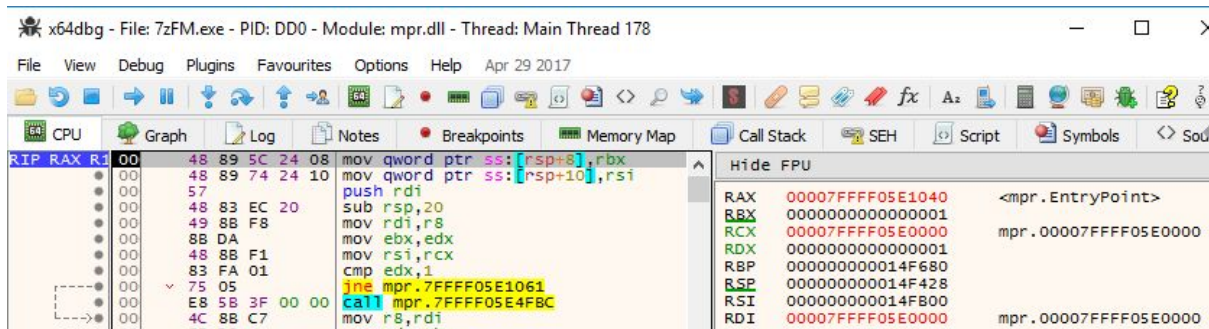 x64dbg - File: 7zFM.exe - PID: DD0 - Module: mpr.dll - Thread: Main Thread 178
File View Debug Plugins Favourites Options Help Apr 29 2017
CPU Graph Log Notes Breakpoints Memory Map Call Stack SEH Script Symbols
RIP RAX R1 00 48 89 5C 24 08 mov qword ptr ss:[rsp+8],rbx
00 48 89 74 24 10 mov qword ptr ss:[rsp+10],rsi
00 57 push rdi
00 48 83 EC 20 sub rsp,20
00 49 8B F8 mov rdi,r8
00 8B DA mov ebx,edx
00 48 8B F1 mov rsi,rcx
00 83 FA 01 cmp edx,1
00 75 05 jne mpr.7FFFF05E1061
00 E8 5B 3F 00 00 call mpr.7FFFF05E4FBC
00 4C 8B C7 mov r8,rdi
Hide FPU
RAX 00007FFFF05E1040 <mpr.EntryPoint>
RBX 0000000000000001
RCX 00007FFFF05E0000 mpr.00007FFFF05E0000
RDX 0000000000000001
RBP 000000000014F680
RSP 000000000014F428
RSI 000000000014FB00
RDI 00007FFFF05E0000 mpr.00007FFFF05E0000